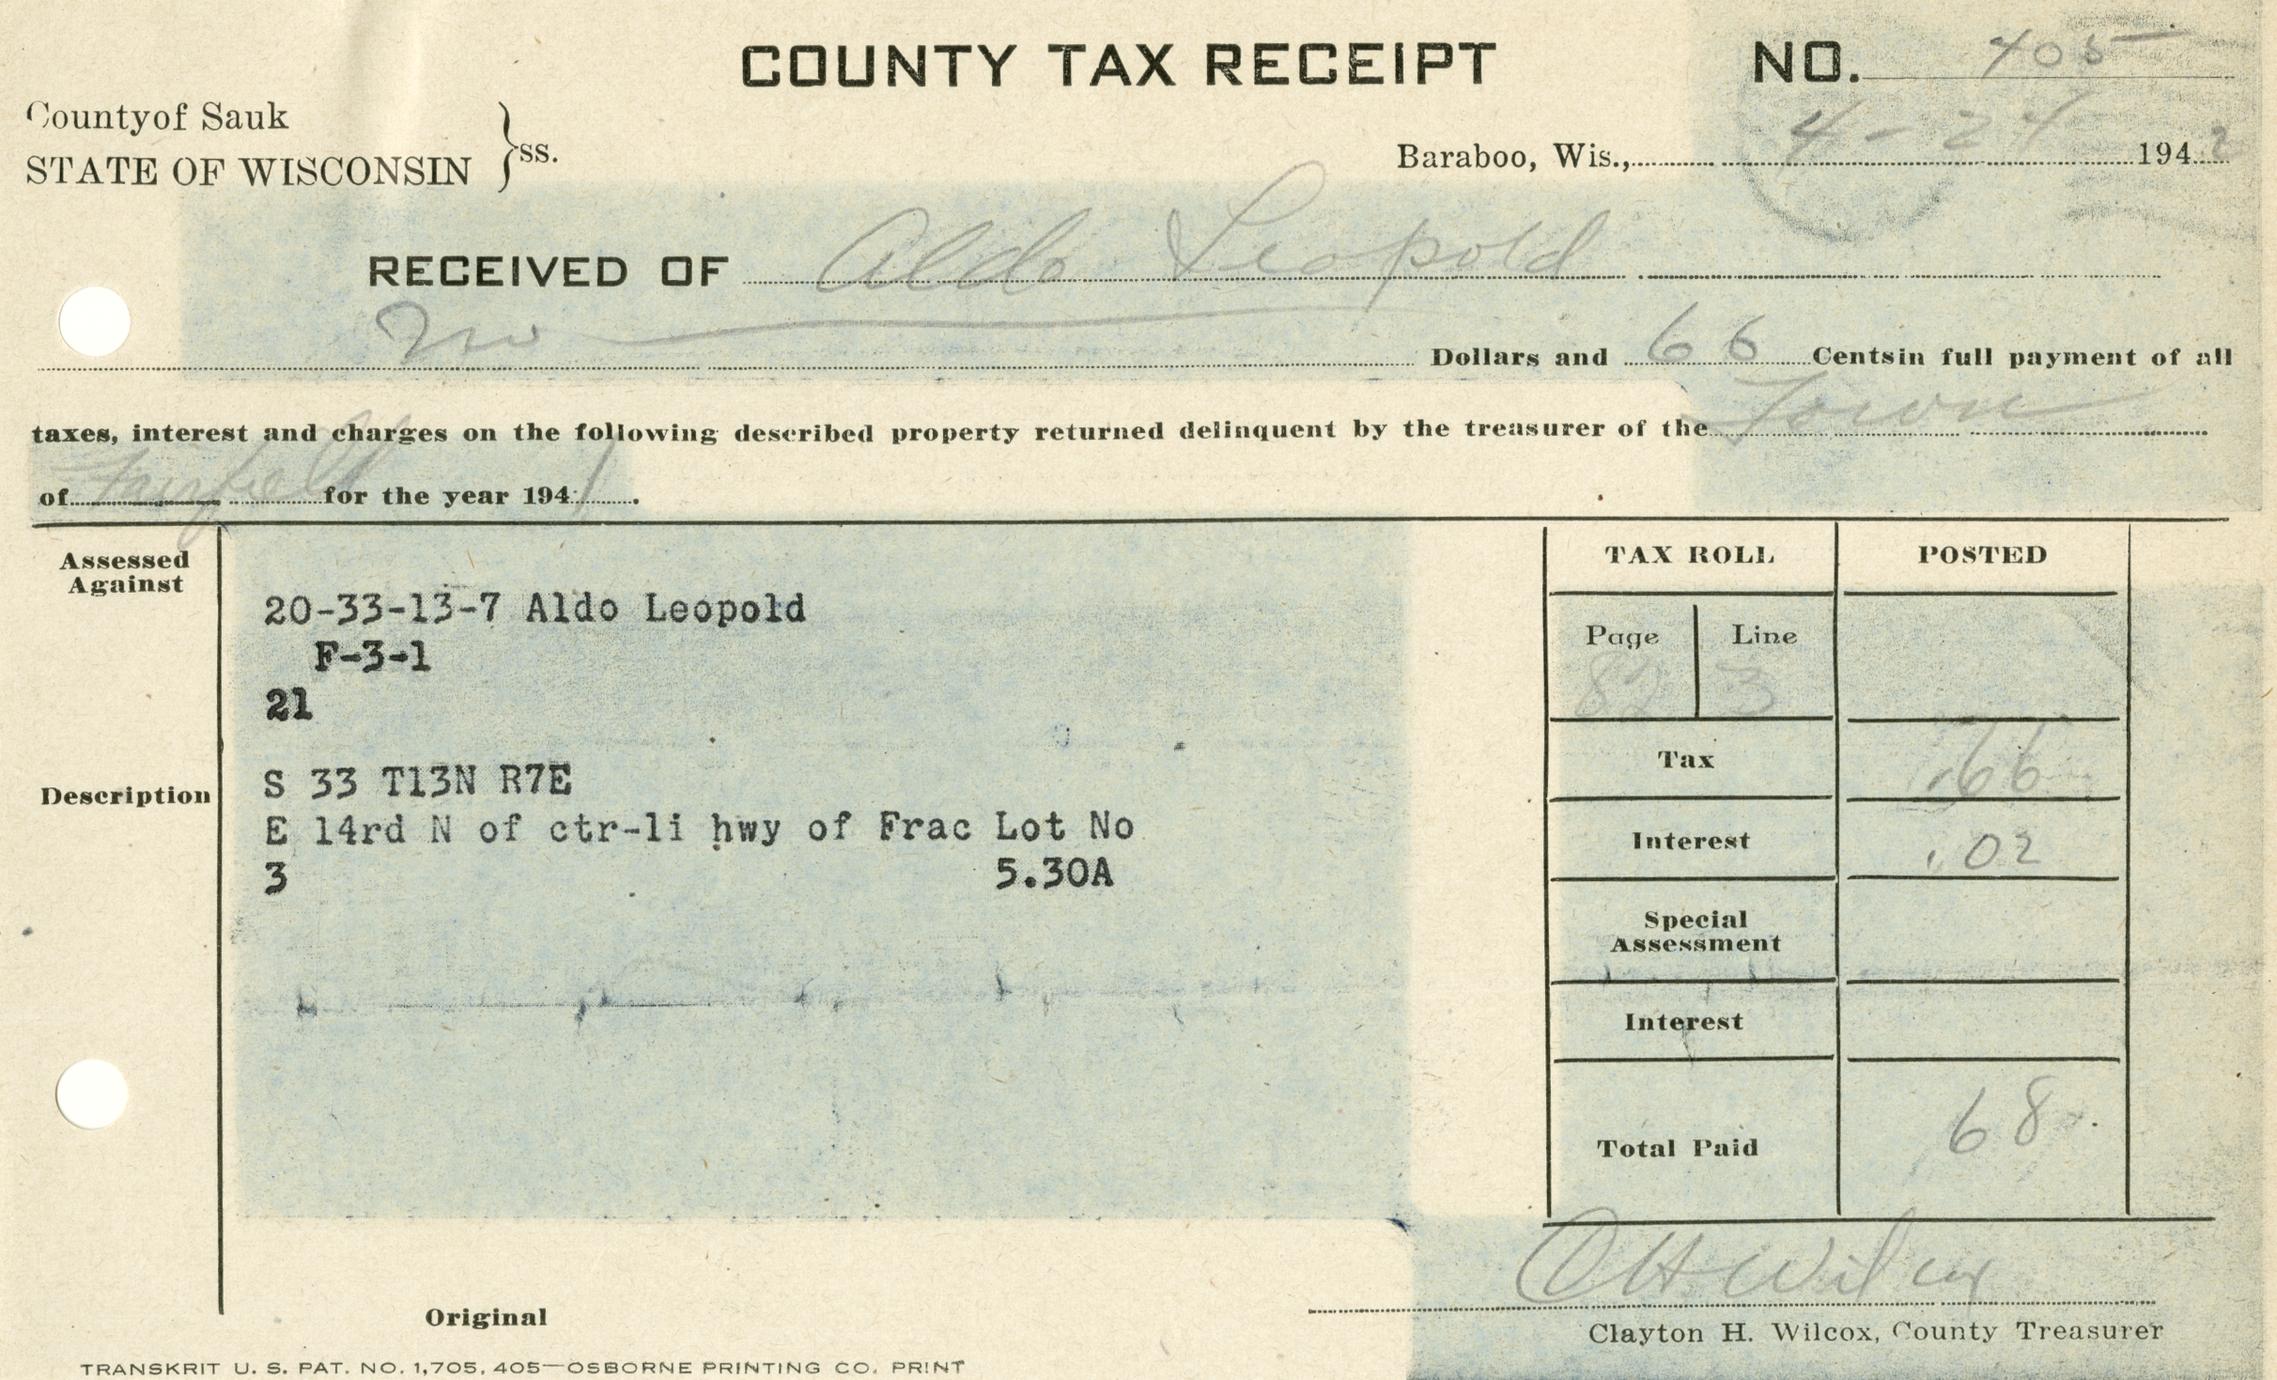 COUNTY TAX RECEIPT NO. 405
Countyof Sauk
STATE OF WISCONSIN } ss.
Baraboo, Wis., 4-24 1942
RECEIVED OF Aldo Leopold
No Dollars and 66 Centsin full payment of all
taxes, interest and charges on the following described property returned delinquent by the treasurer of the Town
of Fairfield for the year 1941.
Assessed Against
20-33-13-7 Aldo Leopold
F-3-1
21
Description
S 33 T13N R7E
E 14rd N of ctr-li hwy of Frac Lot No
3 5.30A
TAX ROLL POSTED
Page Line
82 3
Tax .66
Interest .02
Special Assessment
Interest
Total Paid 68
CH Wilcox
Clayton H. Wilcox, County Treasurer
Original
TRANSKRIT U. S. PAT. NO. 1,705,405—OSBORNE PRINTING CO. PRINT